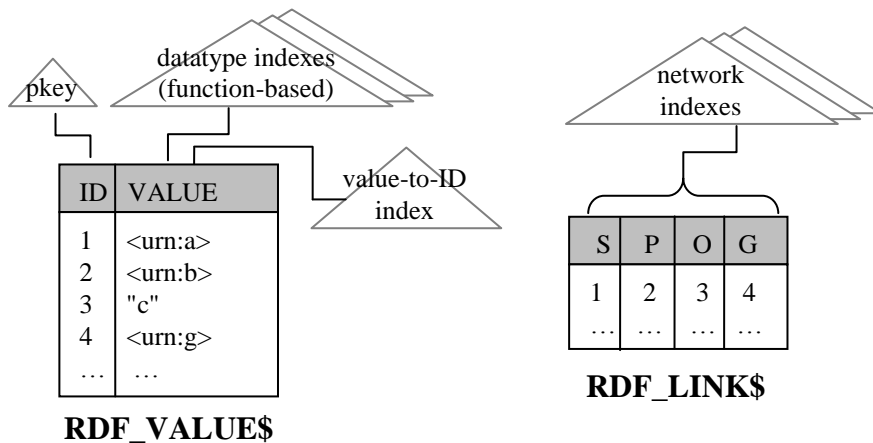 datatype indexes
(function-based)
pkey
network
indexes
value-to-ID
index
ID VALUE
1 <urn:a>
2 <urn:b>
3 "c"
4 <urn:g>
… …
RDF_VALUE$
S P O G
1 2 3 4
… … … …
RDF_LINK$